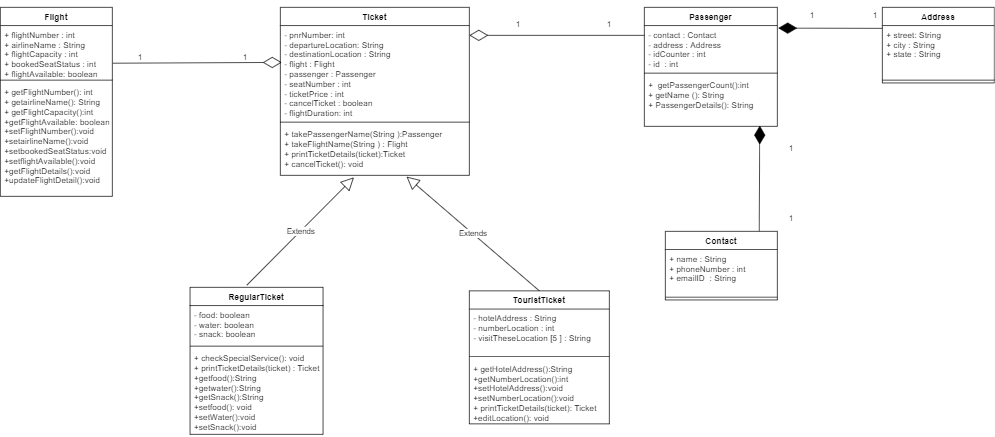 Flight
+ flightNumber : int
+ airlineName : String
+ flightCapacity : int
+ bookedSeatStatus : int
+ flightAvailable: boolean
+ getFlightNumber(): int
+ getairlineName(): String
+ getFlightCapacity():int
+getFlightAvailable: boolean
+setFlightNumber():void
+setairlineName():void
+setbookedSeatStatus:void
+setflightAvailable():void
+getFlightDetails():void
+updateFlightDetail():void
1
1
Ticket
- pnrNumber: int
- departureLocation: String
- destinationLocation : String
- flight : Flight
- passenger : Passenger
- seatNumber : int
- ticketPrice : int
- cancelTicket : boolean
- flightDuration: int
+ takePassengerName(String ):Passenger
+ takeFlightName(String ) : Flight
+ printTicketDetails(ticket):Ticket
+ cancelTicket(): void
1
1
Passenger
- contact : Contact
- address : Address
- idCounter : int
- id : int
+ getPassengerCount():int
+ getName (): String
+ PassengerDetails(): String
1
1
Address
+ street: String
+ city : String
+ state : String
1
1
Contact
+ name : String
+ phoneNumber : int
+ emailID : String
Extends
Extends
RegularTicket
- food: boolean
- water: boolean
- snack: boolean
+ checkSpecialService(): void
+ printTicketDetails(ticket) : Ticket
+getfood():String
+getwater():String
+getSnack():String
+setfood(): void
+setWater():void
+setSnack():void
TouristTicket
- hotelAddress : String
- numberLocation : int
- visitTheseLocation [5 ] : String
+ getHotelAddress():String
+getNumberLocation():int
+setHotelAddress():void
+setNumberLocation():void
+ printTicketDetails(ticket): Ticket
+editLocation(): void